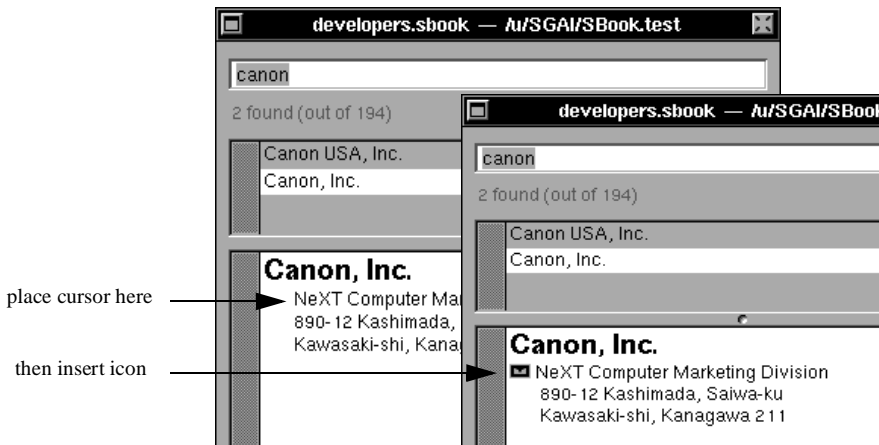 developers.sbook — /u/SGAI/SBook.test
canon
2 found (out of 194)
Canon USA, Inc.
Canon, Inc.
Canon, Inc.
NeXT Computer Mar
890-12 Kashimada,
Kawasaki-shi, Kana
developers.sbook — /u/SGAI/SBook
canon
2 found (out of 194)
Canon USA, Inc.
Canon, Inc.
Canon, Inc.
NeXT Computer Marketing Division
890-12 Kashimada, Saiwa-ku
Kawasaki-shi, Kanagawa 211
place cursor here
then insert icon